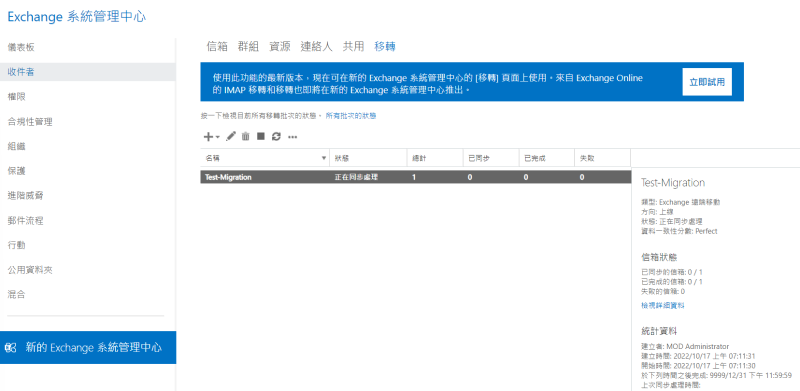 Exchange 系統管理中心
儀表板
收件者
權限
合規性管理
組織
保護
進階威脅
郵件流程
行動
公用資料夾
混合
新的 Exchange 系統管理中心
信箱 群組 資源 連絡人 共用 移轉
使用此功能的最新版本，現在可在新的 Exchange 系統管理中心的 [移轉] 頁面上使用。來自 Exchange Online
的 IMAP 移轉和移轉也即將在新的 Exchange 系統管理中心推出。
立即試用
按一下檢視目前所有移轉批次的狀態。 所有批次的狀態
名稱 狀態 總計 已同步 已完成 失敗
Test-Migration 正在同步處理 1 0 0 0
Test-Migration
類型: Exchange 遠端移動
方向: 上線
狀態: 正在同步處理
資料一致性分數: Perfect
信箱狀態
已同步的信箱: 0 / 1
已完成的信箱: 0 / 1
失敗的信箱: 0
檢視詳細資料
統計資料
建立者: MOD Administrator
建立時間: 2022/10/17 上午 07:11:31
開始時間: 2022/10/17 上午 07:11:30
於下列時間之後完成: 9999/12/31 下午 11:59:59
上次同步處理時間: